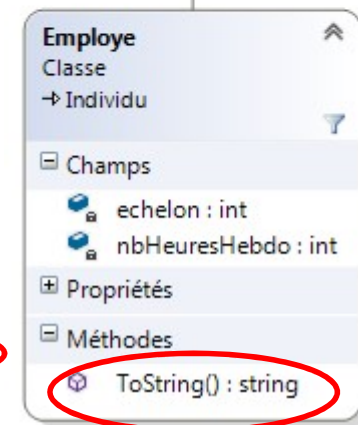 Employe
Classe
Individu
Champs
echelon : int
nbHeuresHebdo : int
Propriétés
Méthodes
ToString() : string